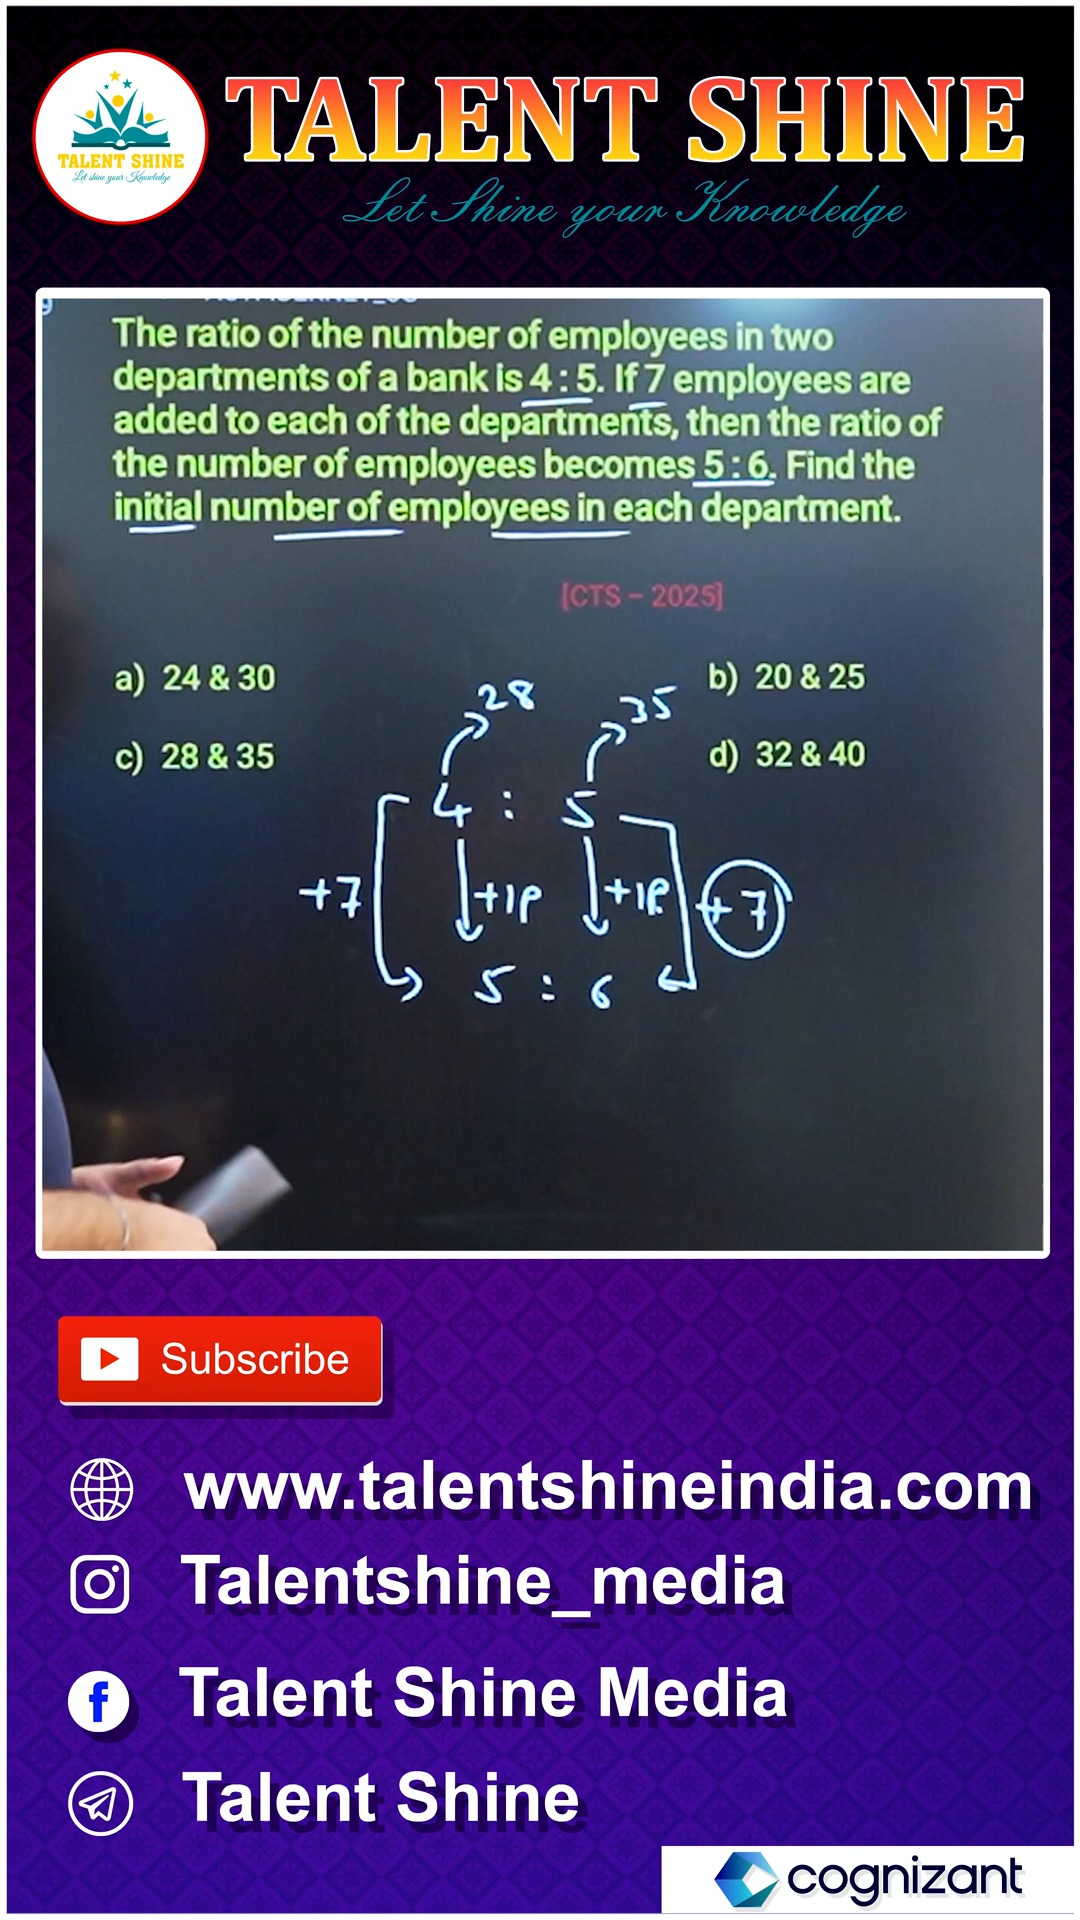 TALENT SHINE
Let shine your Knowledge
TALENT SHINE
Let Shine your Knowledge
The ratio of the number of employees in two
departments of a bank is 4 : 5. If 7 employees are
added to each of the departments, then the ratio of
the number of employees becomes 5 : 6. Find the
initial number of employees in each department.
[CTS – 2025]
a) 24 & 30
b) 20 & 25
c) 28 & 35
d) 32 & 40
28
35
4 : 5
+7
+1P
+1P
+7
5 : 6
Subscribe
www.talentshineindia.com
Talentshine_media
Talent Shine Media
Talent Shine
cognizant